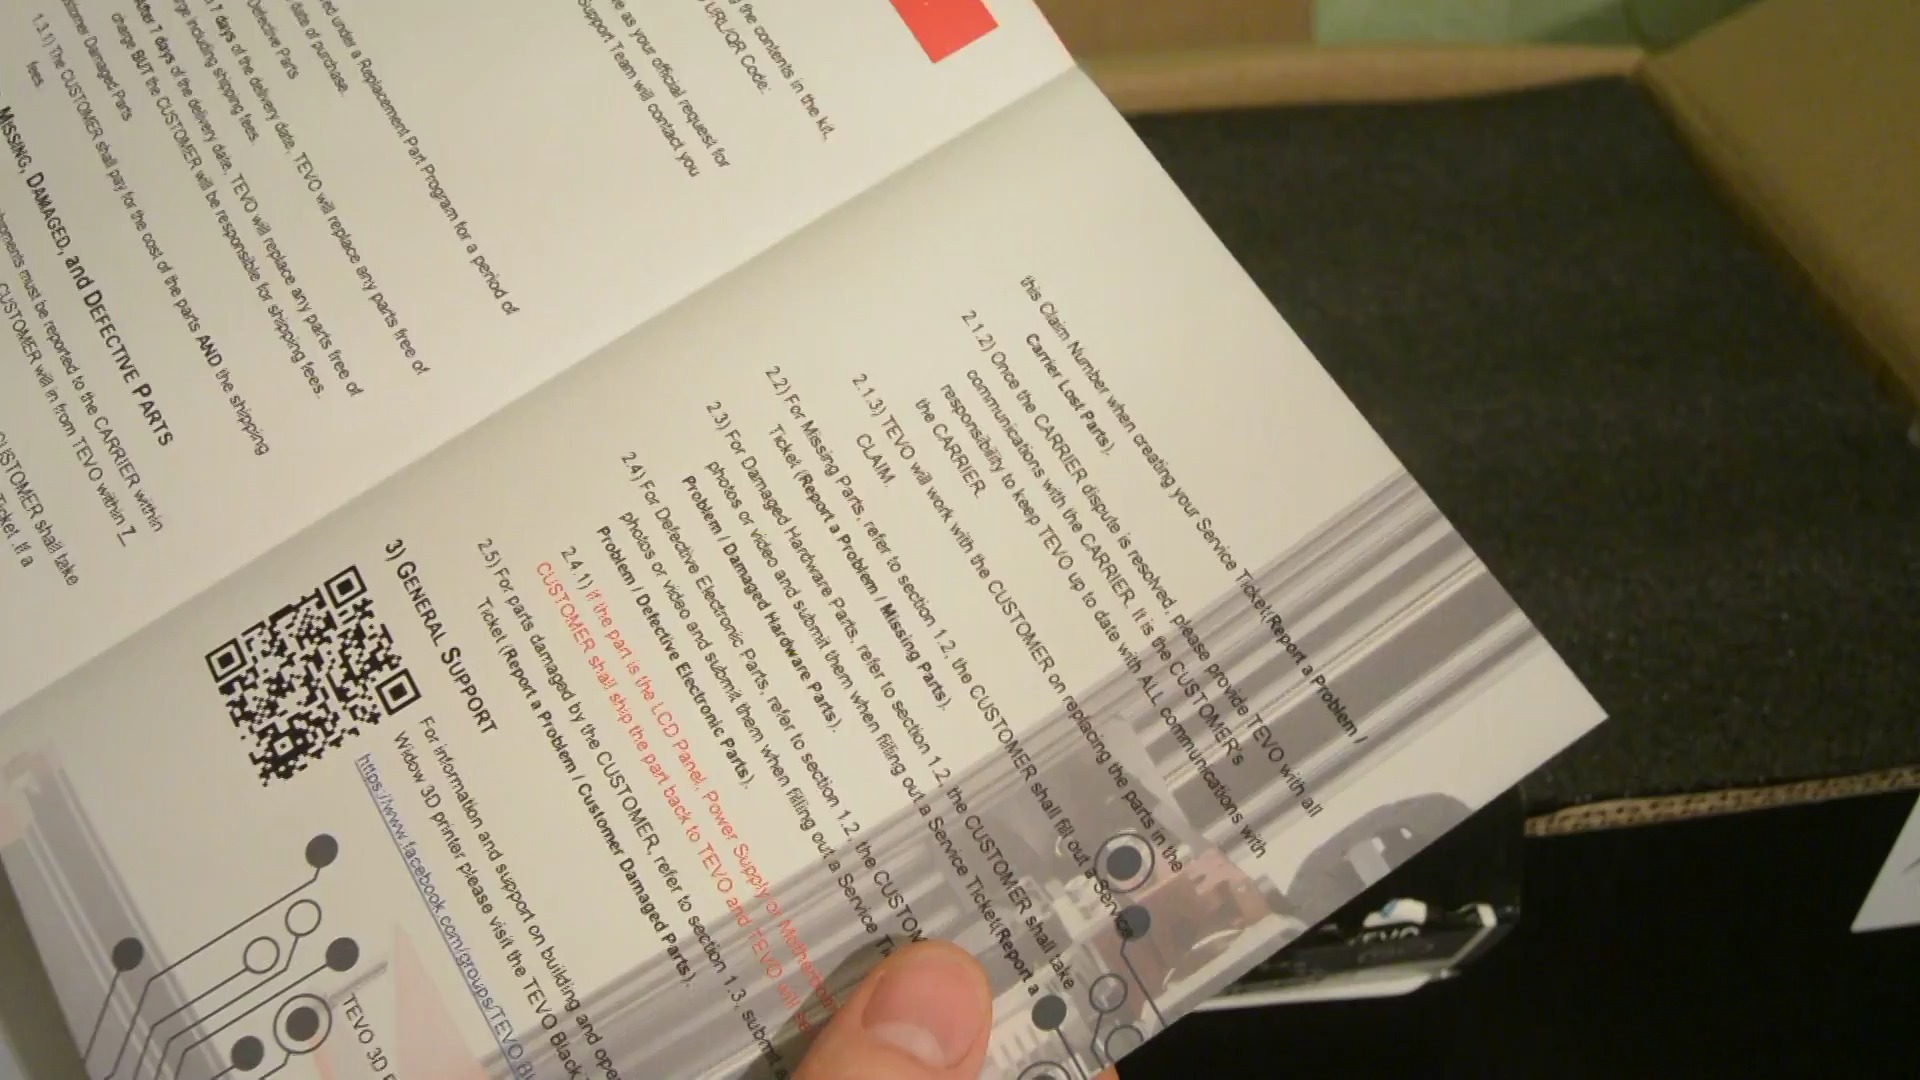 the contents in the kit,
URL/QR Code.
as your official request for
Support Team will contact you
under a Replacement Part Program for a period of
date of purchase.
Defective Parts
7 days of the delivery date, TEVO will replace any parts free of
including shipping fees.
After 7 days of the delivery date, TEVO will replace any parts free of
charge BUT the CUSTOMER will be responsible for shipping fees.
Customer Damaged Parts
1.3.1) The CUSTOMER shall pay for the cost of the parts AND the shipping
fees.
MISSING, DAMAGED, and DEFECTIVE PARTS
must be reported to the CARRIER within
CUSTOMER will in from TEVO within 7
CUSTOMER shall take
Ticket. If a
this Claim Number when creating your Service Ticket(Report a Problem /
Carrier Lost Parts).
2.1.2) Once the CARRIER dispute is resolved, please provide TEVO with all
communications with the CARRIER. It is the CUSTOMER's
responsibility to keep TEVO up to date with ALL communications with
the CARRIER.
2.1.3) TEVO will work with the CUSTOMER on replacing the parts in the
CLAIM.
2.2) For Missing Parts, refer to section 1.2, the CUSTOMER shall fill out a Service
Ticket (Report a Problem / Missing Parts).
2.3) For Damaged Hardware Parts, refer to section 1.2, the CUSTOMER shall take
photos or video and submit them when filling out a Service Ticket(Report a
Problem / Damaged Hardware Parts).
2.4) For Defective Electronic Parts, refer to section 1.2, the CUSTOM
photos or video and submit them when filling out a Service
Problem / Defective Electronic Parts).
2.4.1) If the part is the LCD Panel, Power Supply or
CUSTOMER shall ship the part back to TEVO and TEVO will
2.5) For parts damaged by the CUSTOMER, refer to section 1.3, submit a
Ticket (Report a Problem / Customer Damaged Parts).
3) GENERAL SUPPORT
For information and support on building and
Widow 3D printer please visit the TEVO Black
https://www.facebook.com/groups/TEVO.Bl
TEVO 3D